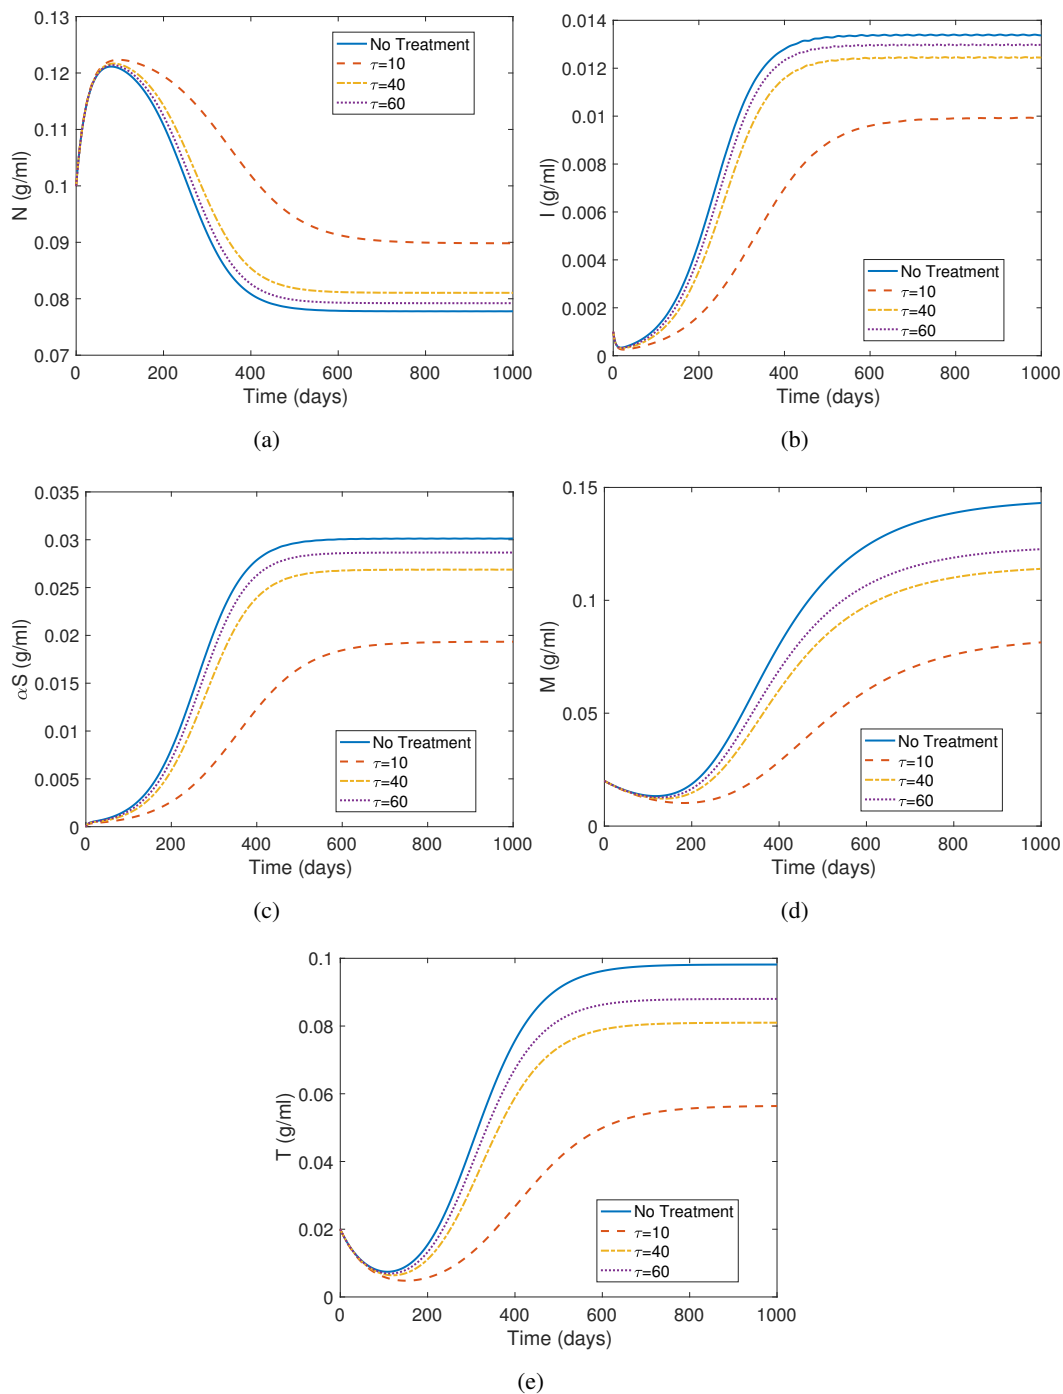 0.13
0.12
0.11
0.1
0.09
0.08
0.07
N (g/ml)
No Treatment
τ=10
τ=40
τ=60
0 200 400 600 800 1000
Time (days)
(a)
0.014
0.012
0.01
0.008
0.006
0.004
0.002
0
I (g/ml)
No Treatment
τ=10
τ=40
τ=60
0 200 400 600 800 1000
Time (days)
(b)
0.035
0.03
0.025
0.02
0.015
0.01
0.005
0
αS (g/ml)
No Treatment
τ=10
τ=40
τ=60
0 200 400 600 800 1000
Time (days)
(c)
0.15
0.1
0.05
0
M (g/ml)
No Treatment
τ=10
τ=40
τ=60
0 200 400 600 800 1000
Time (days)
(d)
0.1
0.08
0.06
0.04
0.02
0
T (g/ml)
No Treatment
τ=10
τ=40
τ=60
0 200 400 600 800 1000
Time (days)
(e)